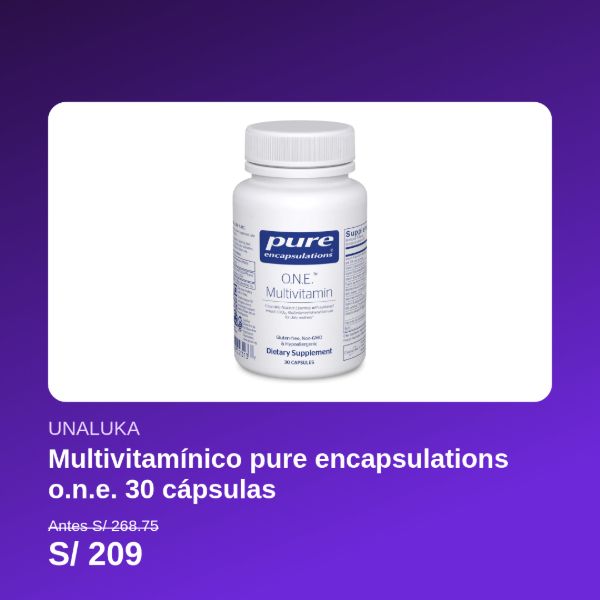 pure
encapsulations
O.N.E.™
Multivitamin
Gluten-free, Non-GMO
& Hypoallergenic
Dietary Supplement
30 CAPSULES
UNALUKA
Multivitamínico pure encapsulations
o.n.e. 30 cápsulas
Antes S/ 268.75
S/ 209